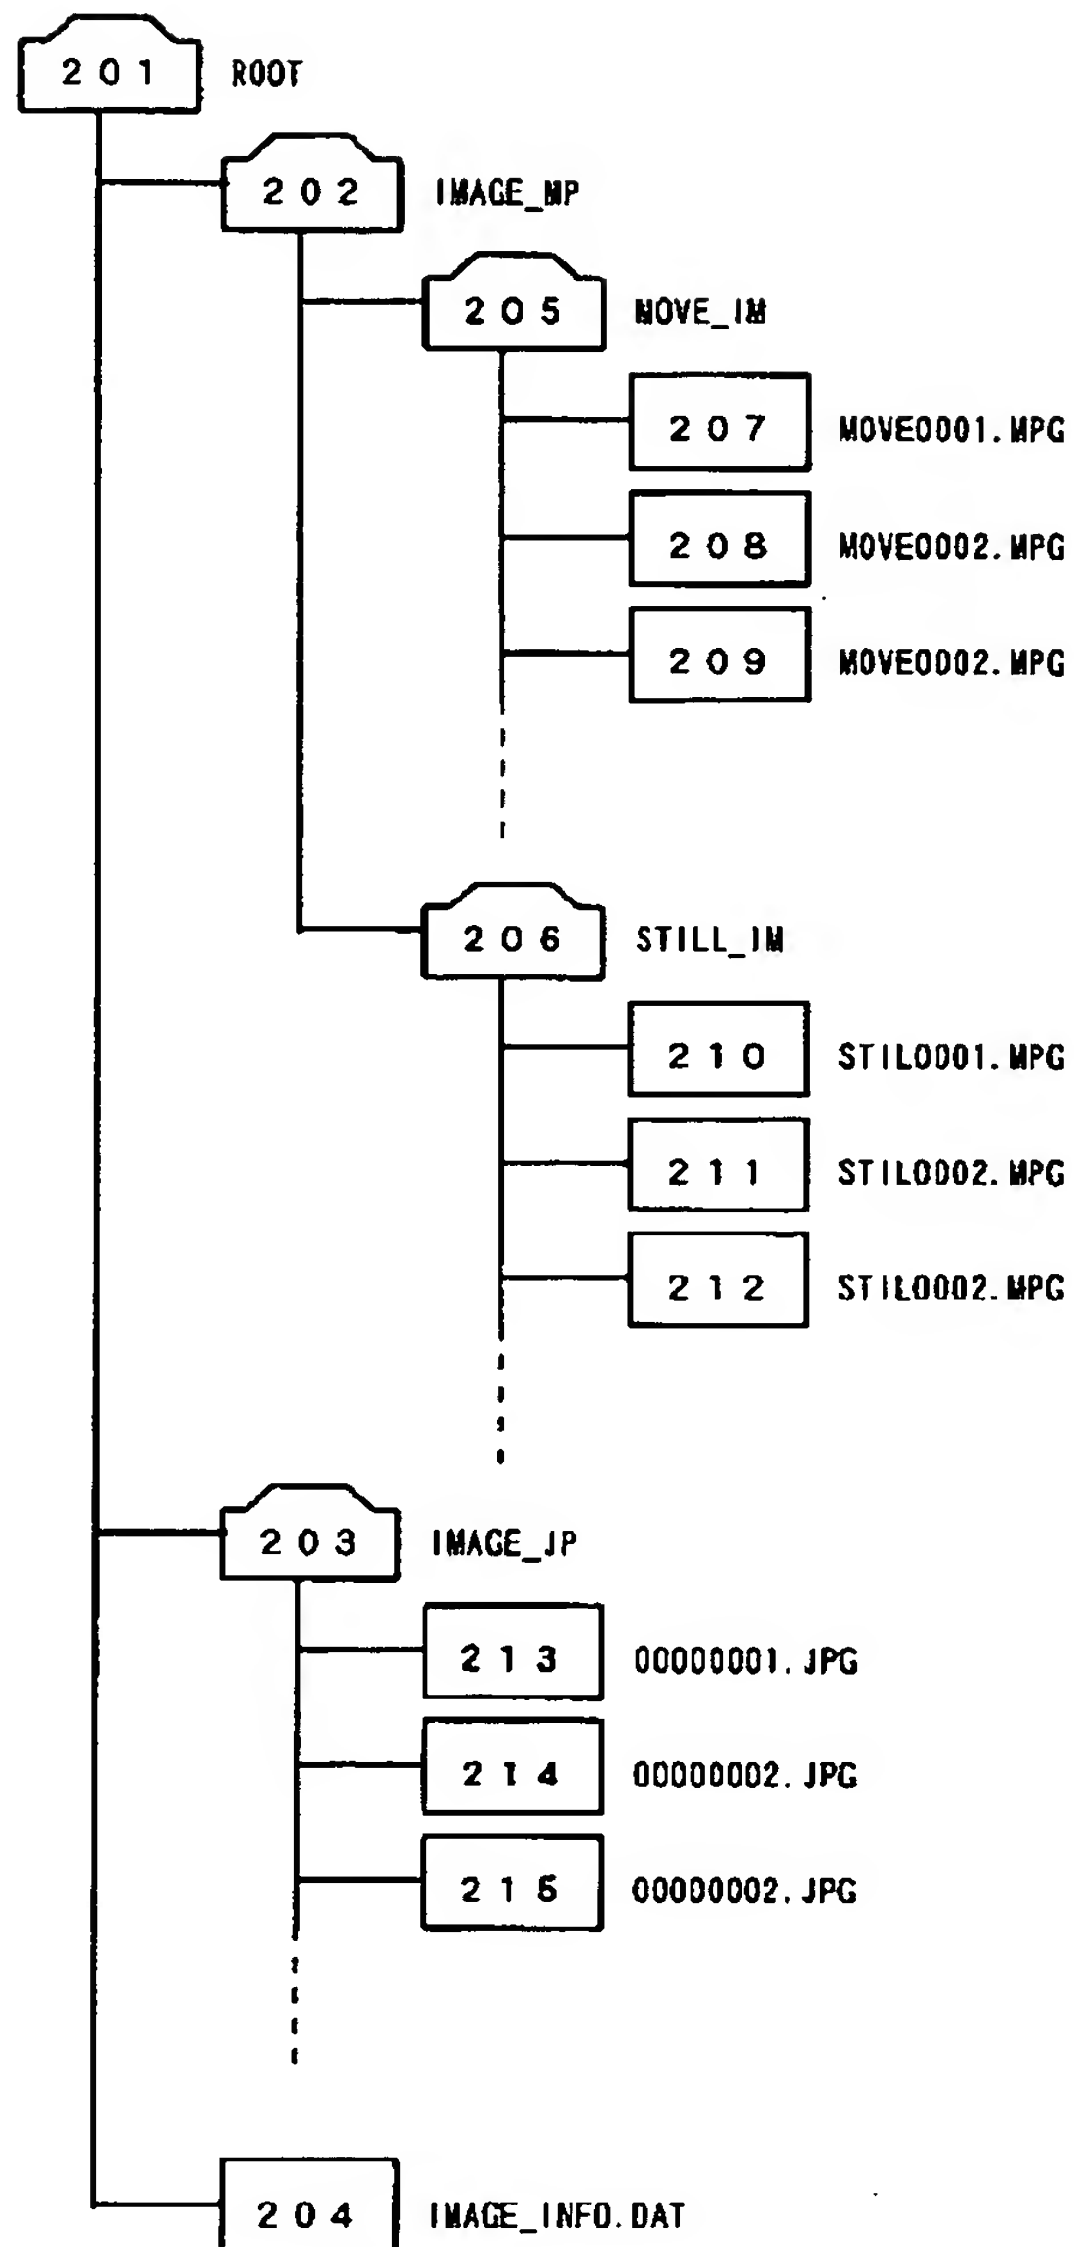 201 ROOT
202 IMAGE_MP
205 MOVE_IM
207 MOVE0001.MPG
208 MOVE0002.MPG
209 MOVE0002.MPG
206 STILL_IM
210 STIL0001.MPG
211 STIL0002.MPG
212 STIL0002.MPG
203 IMAGE_JP
213 00000001.JPG
214 00000002.JPG
215 00000002.JPG
204 IMAGE_INFO.DAT